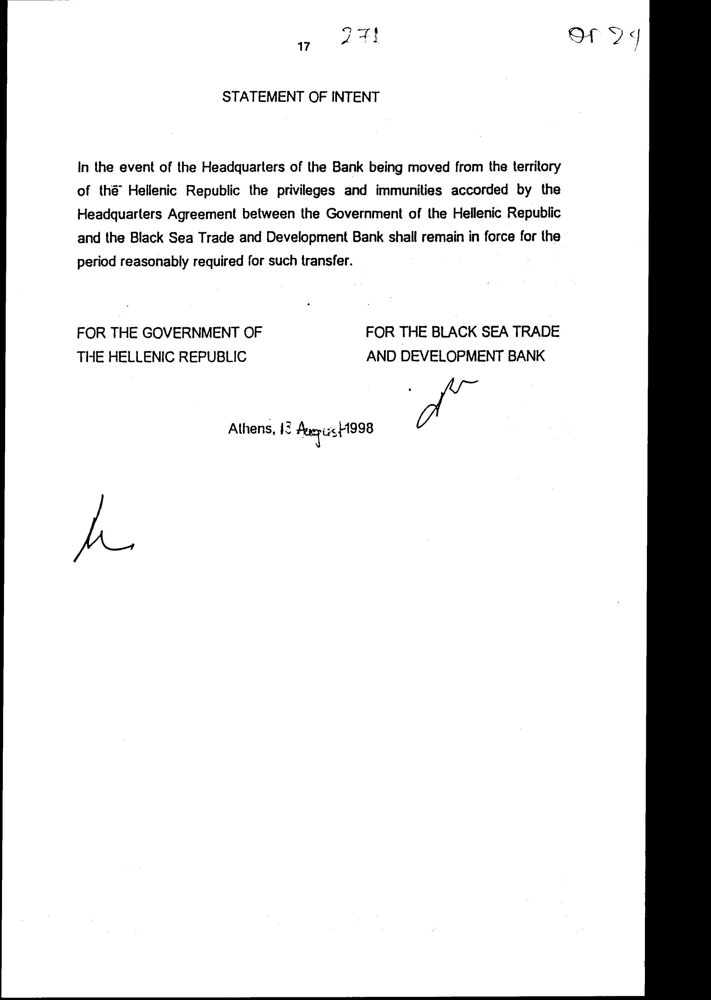 17 271
STATEMENT OF INTENT
In the event of the Headquarters of the Bank being moved from the territory
of the Hellenic Republic the privileges and immunities accorded by the
Headquarters Agreement between the Government of the Hellenic Republic
and the Black Sea Trade and Development Bank shall remain in force for the
period reasonably required for such transfer.
FOR THE GOVERNMENT OF
THE HELLENIC REPUBLIC
FOR THE BLACK SEA TRADE
AND DEVELOPMENT BANK
Athens, 13 August 1998